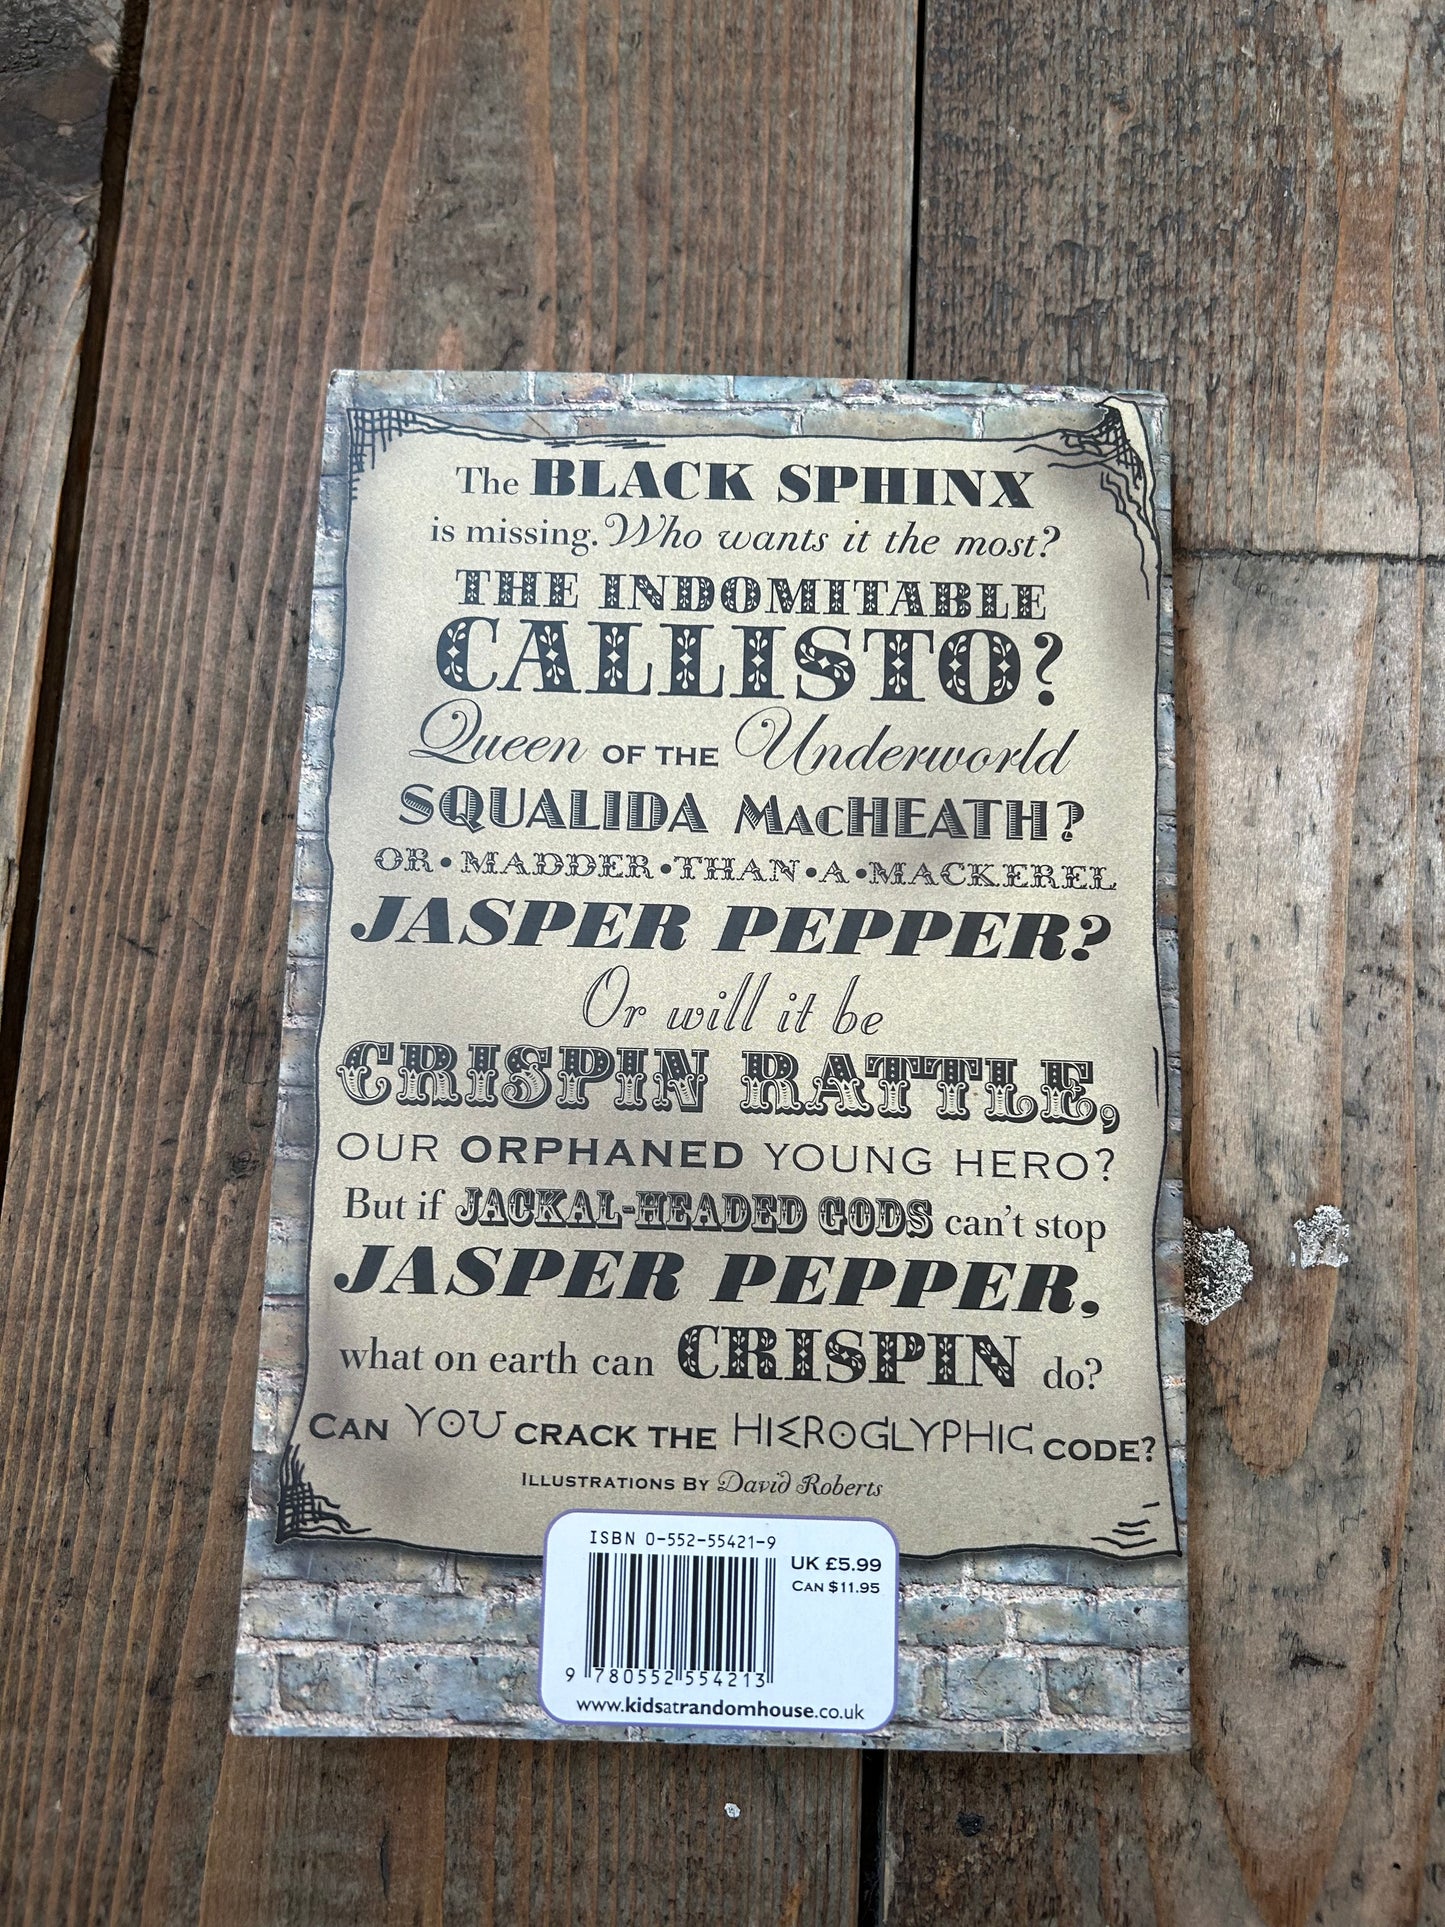 The BLACK SPHINX
is missing. Who wants it the most?
THE INDOMITABLE
CALLISTO?
Queen OF THE Underworld
SQUALIDA MacHEATH?
OR•MADDER•THAN•A•MACKEREL
JASPER PEPPER?
Or will it be
CRISPIN RATTLE,
OUR ORPHANED YOUNG HERO?
But if JACKAL-HEADED GODS can't stop
JASPER PEPPER,
what on earth can CRISPIN do?
CAN YOU CRACK THE HIEROGLYPHIC CODE?
ILLUSTRATIONS BY David Roberts
ISBN 0-552-55421-9
UK £5.99
CAN $11.95
9 780552 554213
www.kidsatrandomhouse.co.uk